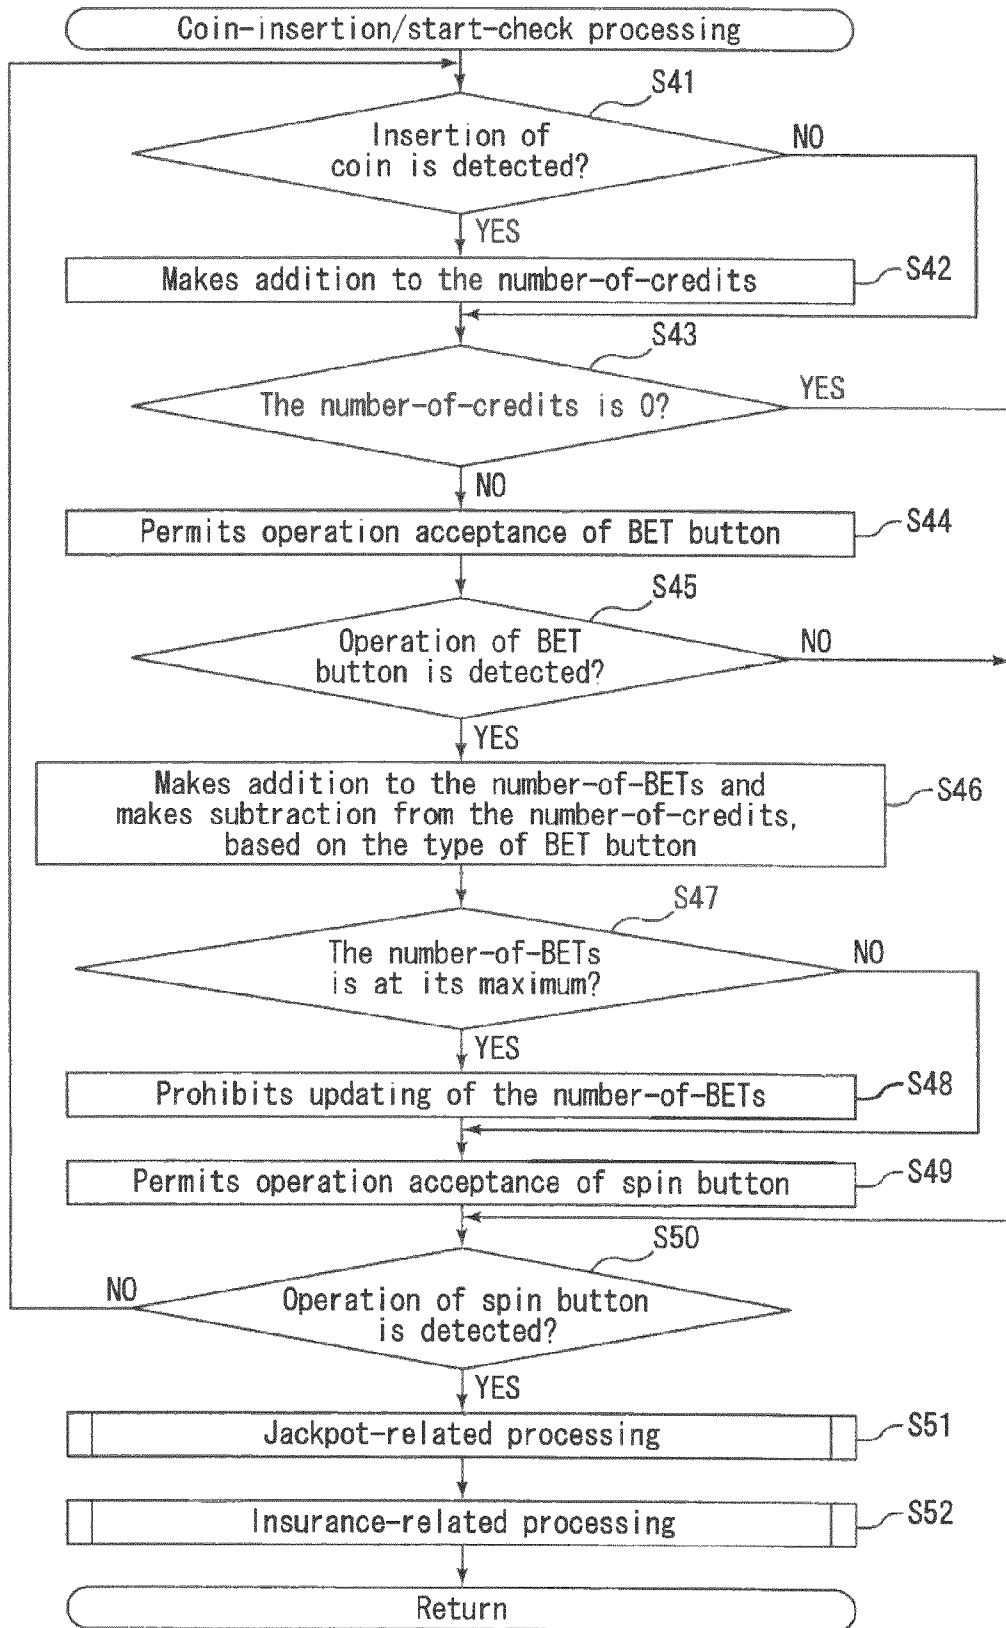 Coin-insertion/start-check processing
S41
Insertion of
coin is detected?
NO
YES
Makes addition to the number-of-credits
S42
S43
The number-of-credits is 0?
YES
NO
Permits operation acceptance of BET button
S44
S45
Operation of BET
button is detected?
NO
YES
Makes addition to the number-of-BETs and
makes subtraction from the number-of-credits,
based on the type of BET button
S46
S47
The number-of-BETs
is at its maximum?
NO
YES
Prohibits updating of the number-of-BETs
S48
Permits operation acceptance of spin button
S49
S50
NO
Operation of spin button
is detected?
YES
Jackpot-related processing
S51
Insurance-related processing
S52
Return